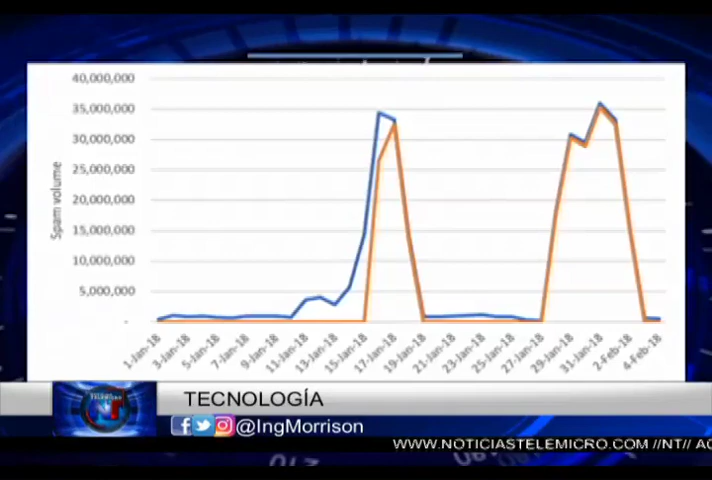 40,000,000
35,000,000
30,000,000
25,000,000
20,000,000
15,000,000
10,000,000
5,000,000
-
Spam volume
1-Jan-18
3-Jan-18
5-Jan-18
7-Jan-18
9-Jan-18
11-Jan-18
13-Jan-18
15-Jan-18
17-Jan-18
19-Jan-18
21-Jan-18
23-Jan-18
25-Jan-18
27-Jan-18
29-Jan-18
31-Jan-18
2-Feb-18
4-Feb-18
TECNOLOGÍA
@IngMorrison
WWW.NOTICIASTELEMICRO.COM //NT// AC